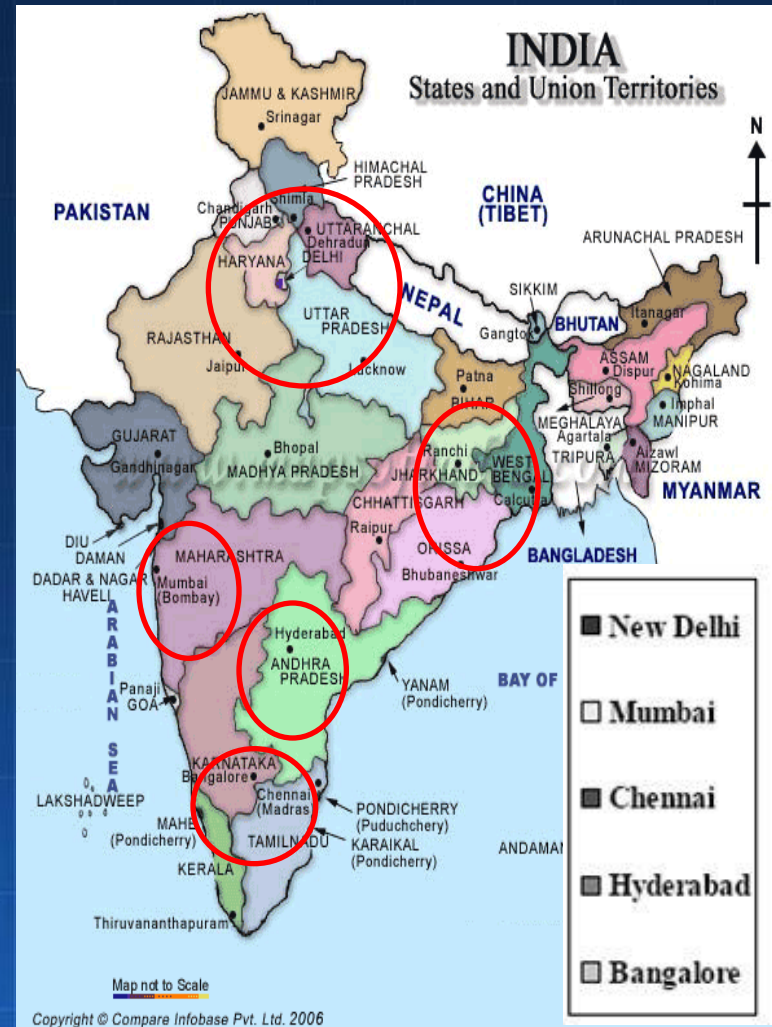 INDIA
States and Union Territories
N
JAMMU & KASHMIR
Srinagar
HIMACHAL
PRADESH
Shimla
CHINA
(TIBET)
PAKISTAN
Chandigarh
PUNJAB
UTTARANCHAL
Dehradun
DELHI
HARYANA
ARUNACHAL PRADESH
NEPAL
SIKKIM
Gangtok
BHUTAN
Itanagar
UTTAR
PRADESH
Lucknow
RAJASTHAN
Jaipur
ASSAM
Dispur
NAGALAND
Kohima
Shillong
MEGHALAYA
Imphal
MANIPUR
Agartala
TRIPURA
Aizawl
MIZORAM
MYANMAR
Patna
BIHAR
Ranchi
JHARKHAND
WEST
BENGAL
Calcutta
GUJARAT
Gandhinagar
Bhopal
MADHYA PRADESH
CHHATTISGARH
Raipur
ORISSA
Bhubaneshwar
BANGLADESH
DIU
DAMAN
DADAR & NAGAR
HAVELI
MAHARASHTRA
Mumbai
(Bombay)
ARABIAN SEA
Hyderabad
ANDHRA
PRADESH
YANAM
(Pondicherry)
BAY OF
Panaji
GOA
KARNATAKA
Bangalore
Chennai
(Madras)
LAKSHADWEEP
MAHE
(Pondicherry)
PONDICHERRY
(Puduchchery)
KARAIKAL
(Pondicherry)
TAMILNADU
KERALA
Thiruvananthapuram
ANDAMAN
New Delhi
Mumbai
Chennai
Hyderabad
Bangalore
Map not to Scale
Copyright © Compare Infobase Pvt. Ltd. 2006